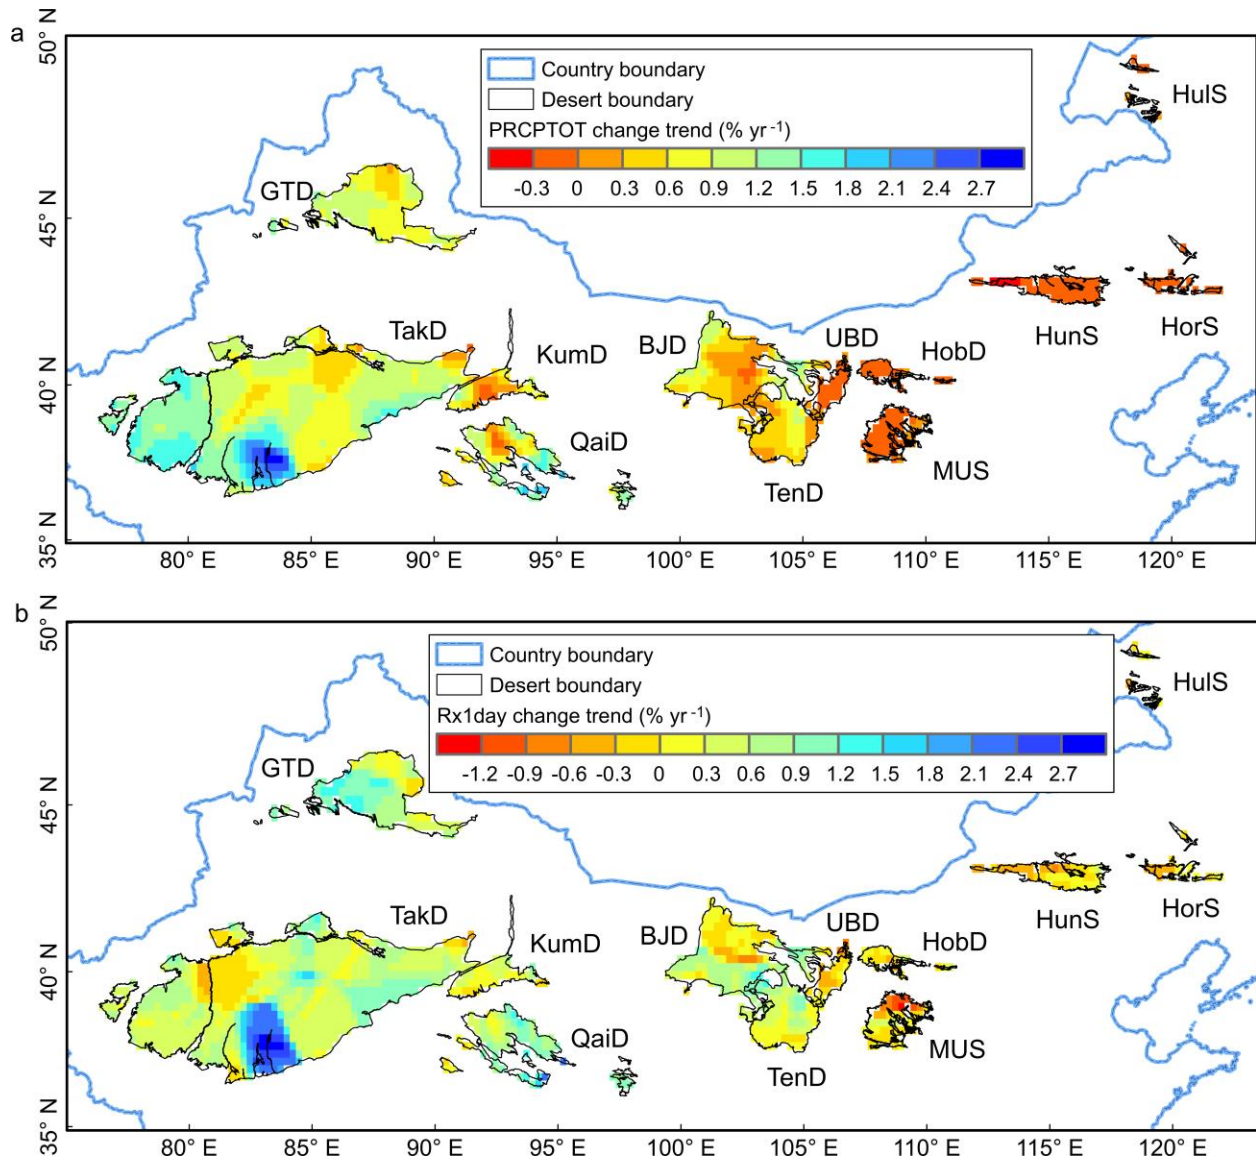 a
50° N
45° N
40° N
35° N
Country boundary
Desert boundary
PRCPTOT change trend (% yr -1)
-0.3 0 0.3 0.6 0.9 1.2 1.5 1.8 2.1 2.4 2.7
HulS
GTD
TakD
KumD
QaiD
BJD
UBD
HobD
HunS
HorS
TenD
MUS
80° E 85° E 90° E 95° E 100° E 105° E 110° E 115° E 120° E
b
50° N
45° N
40° N
35° N
Country boundary
Desert boundary
Rx1day change trend (% yr -1)
-1.2 -0.9 -0.6 -0.3 0 0.3 0.6 0.9 1.2 1.5 1.8 2.1 2.4 2.7
HulS
GTD
TakD
KumD
QaiD
BJD
UBD
HobD
HunS
HorS
TenD
MUS
80° E 85° E 90° E 95° E 100° E 105° E 110° E 115° E 120° E